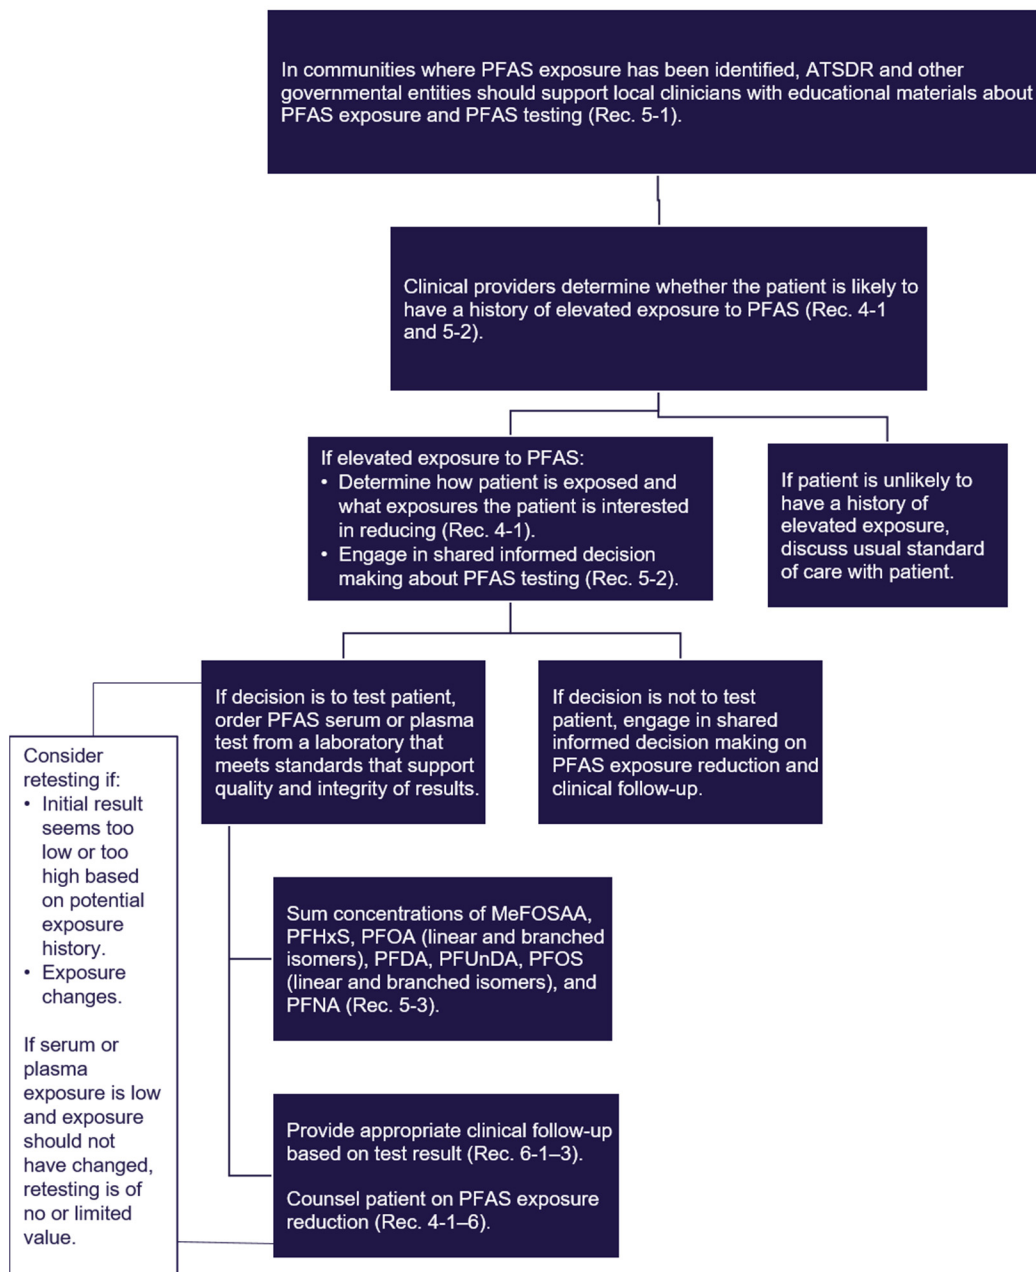 In communities where PFAS exposure has been identified, ATSDR and other
governmental entities should support local clinicians with educational materials about
PFAS exposure and PFAS testing (Rec. 5-1).
Clinical providers determine whether the patient is likely to
have a history of elevated exposure to PFAS (Rec. 4-1
and 5-2).
If elevated exposure to PFAS:
• Determine how patient is exposed and
what exposures the patient is interested
in reducing (Rec. 4-1).
• Engage in shared informed decision
making about PFAS testing (Rec. 5-2).
If patient is unlikely to
have a history of
elevated exposure,
discuss usual standard
of care with patient.
If decision is to test patient,
order PFAS serum or plasma
test from a laboratory that
meets standards that support
quality and integrity of results.
If decision is not to test
patient, engage in shared
informed decision making on
PFAS exposure reduction and
clinical follow-up.
Consider
retesting if:
• Initial result
seems too
low or too
high based
on potential
exposure
history.
• Exposure
changes.
If serum or
plasma
exposure is low
and exposure
should not
have changed,
retesting is of
no or limited
value.
Sum concentrations of MeFOSAA,
PFHxS, PFOA (linear and branched
isomers), PFDA, PFUnDA, PFOS
(linear and branched isomers), and
PFNA (Rec. 5-3).
Provide appropriate clinical follow-up
based on test result (Rec. 6-1–3).
Counsel patient on PFAS exposure
reduction (Rec. 4-1–6).